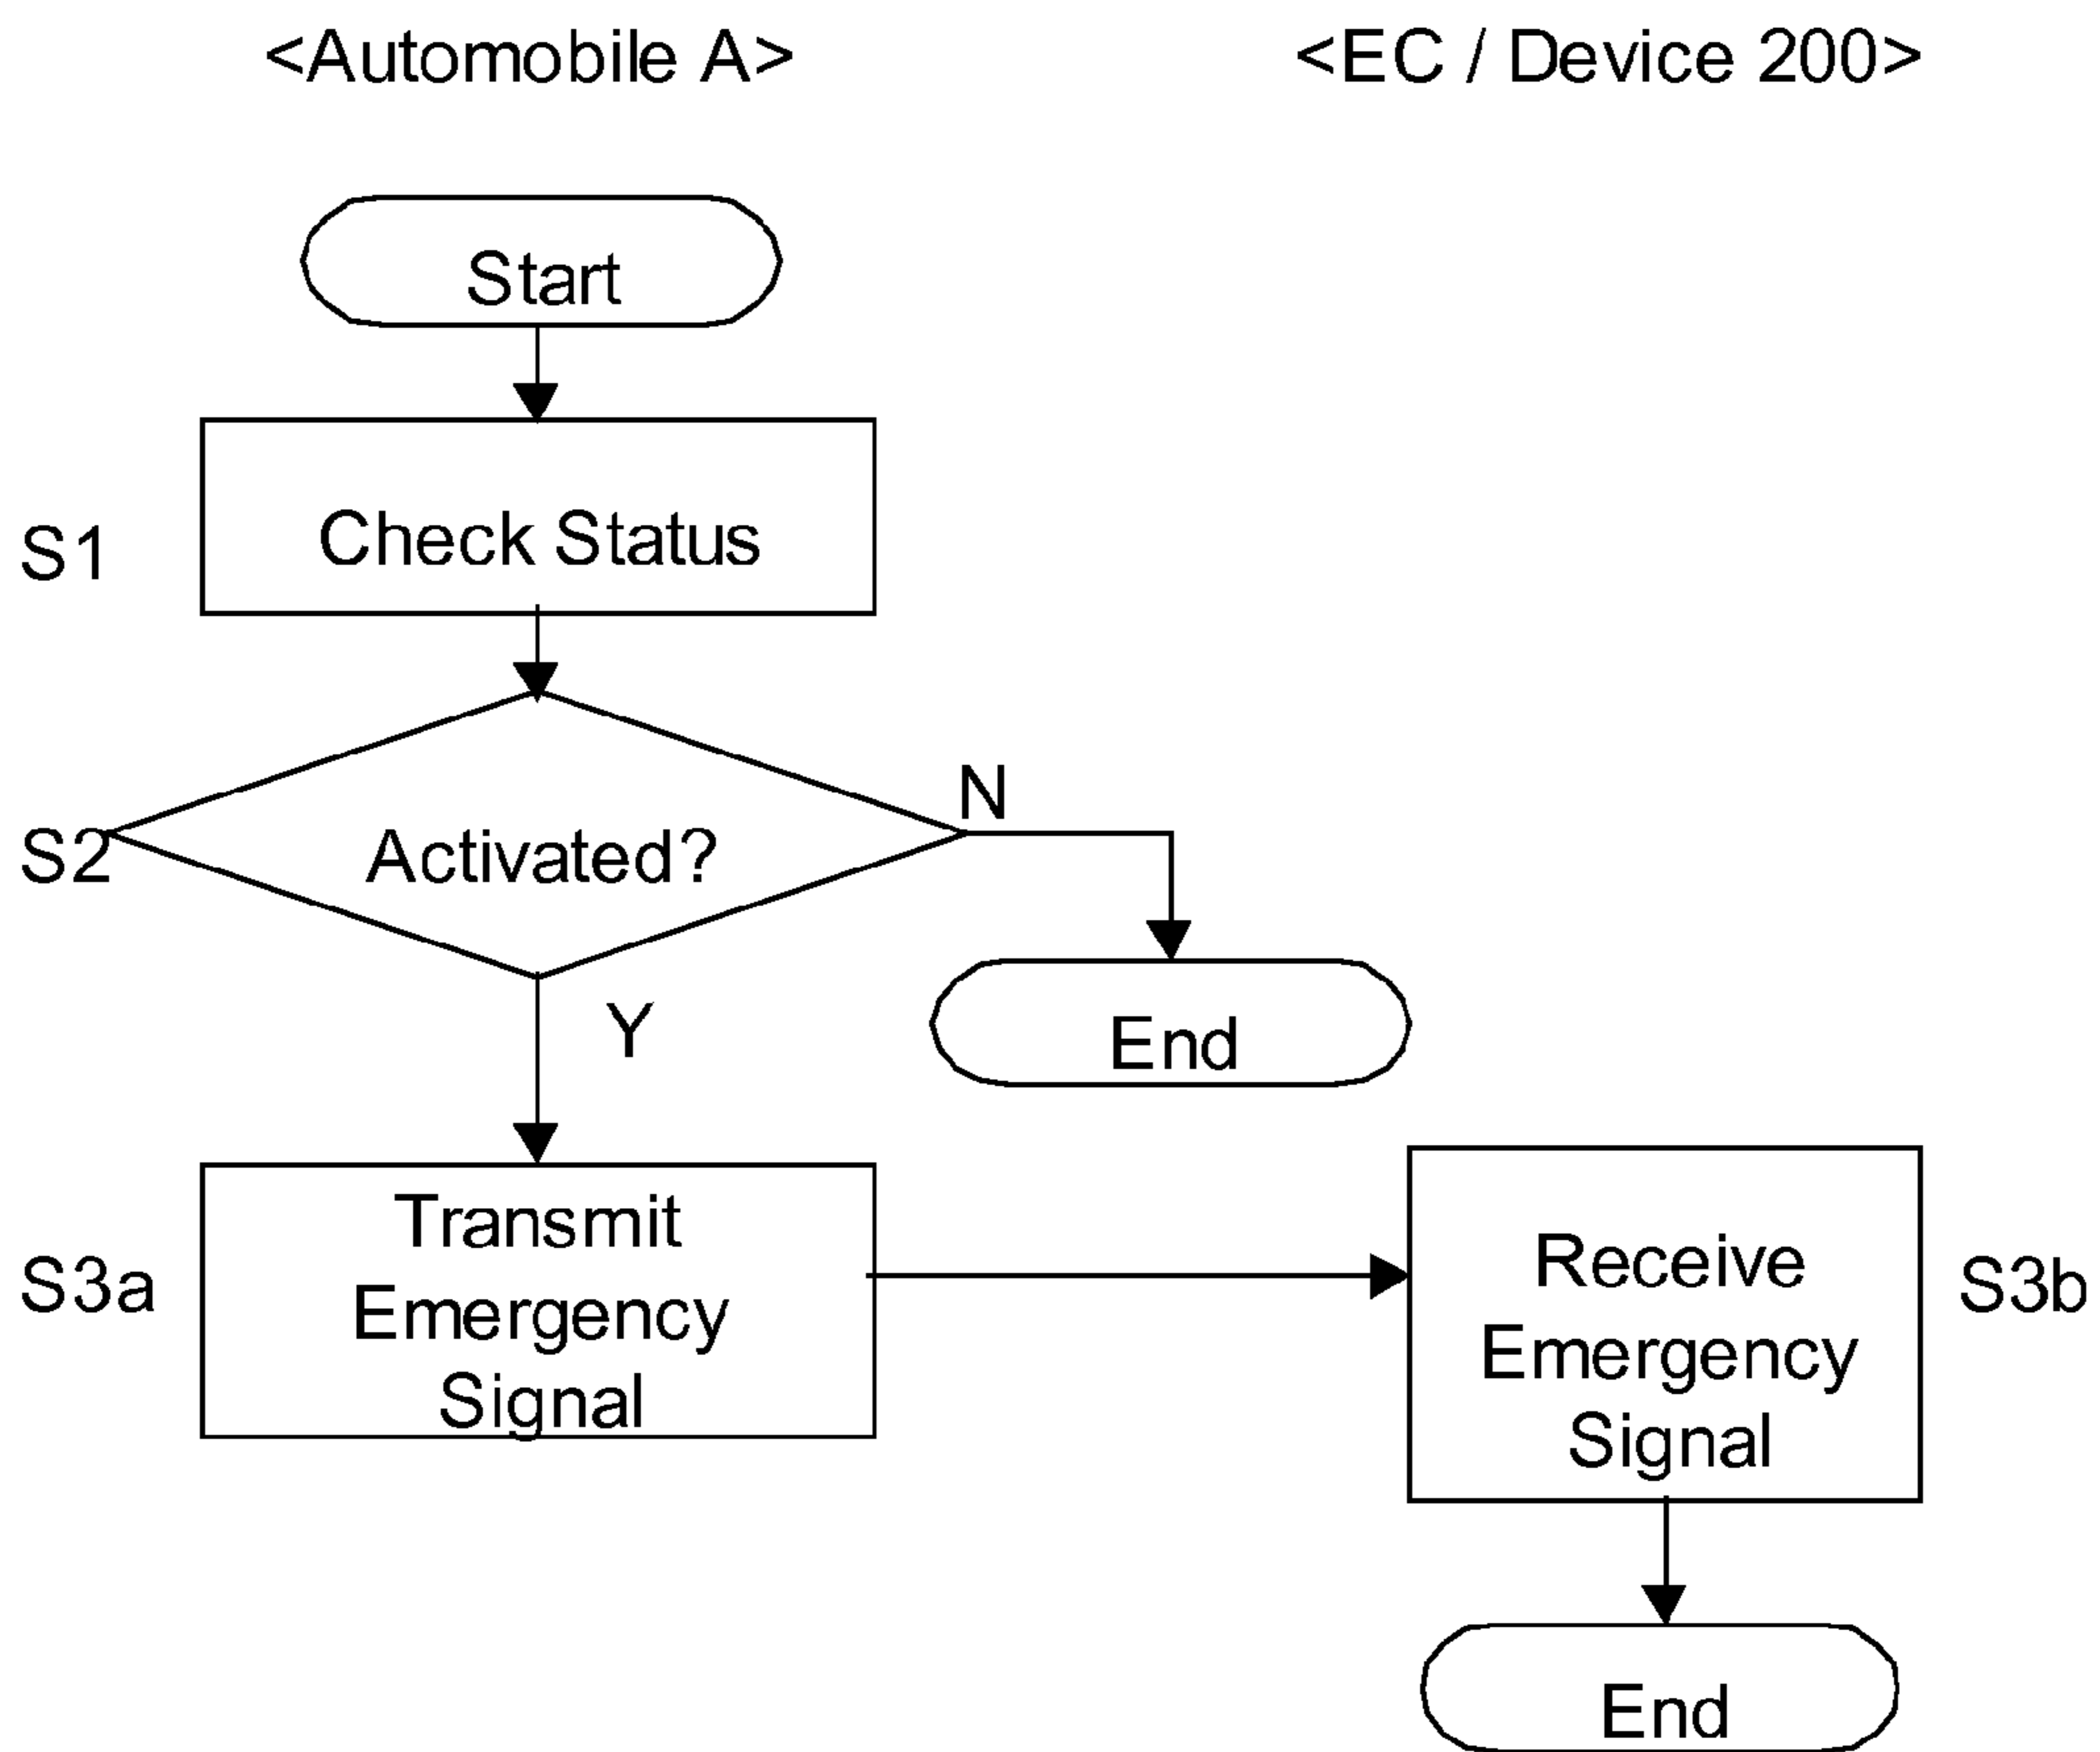 <Automobile A>
<EC / Device 200>
Start
S1
Check Status
S2
Activated?
N
End
Y
S3a
Transmit
Emergency
Signal
Receive
Emergency
Signal
S3b
End